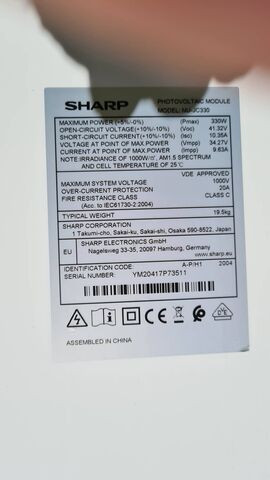 SHARP
PHOTOVOLTAIC MODULE
MODEL NU-JC330
MAXIMUM POWER (+5%/-0%) (Pmax) 330W
OPEN-CIRCUIT VOLTAGE(+10%/-10%) (Voc) 41.32V
SHORT-CIRCUIT CURRENT(+10%/-10%) (Isc) 10.35A
VOLTAGE AT POINT OF MAX.POWER (Vmpp) 34.27V
CURRENT AT POINT OF MAX.POWER (Impp) 9.63A
NOTE:IRRADIANCE OF 1000W/㎡, AM1.5 SPECTRUM
AND CELL TEMPERATURE OF 25℃
VDE APPROVED
MAXIMUM SYSTEM VOLTAGE 1000V
OVER-CURRENT PROTECTION 20A
FIRE RESISTANCE CLASS CLASS C
(Acc. to IEC61730-2:2004)
TYPICAL WEIGHT 19.5kg
SHARP CORPORATION
1 Takumi-cho, Sakai-ku, Sakai-shi, Osaka 590-8522, Japan
EU SHARP ELECTRONICS GmbH
Nagelsweg 33-35, 20097 Hamburg, Germany
www.sharp.eu
IDENTIFICATION CODE: A-P/H1 2004
SERIAL NUMBER: YM20417P73511
ASSEMBLED IN CHINA